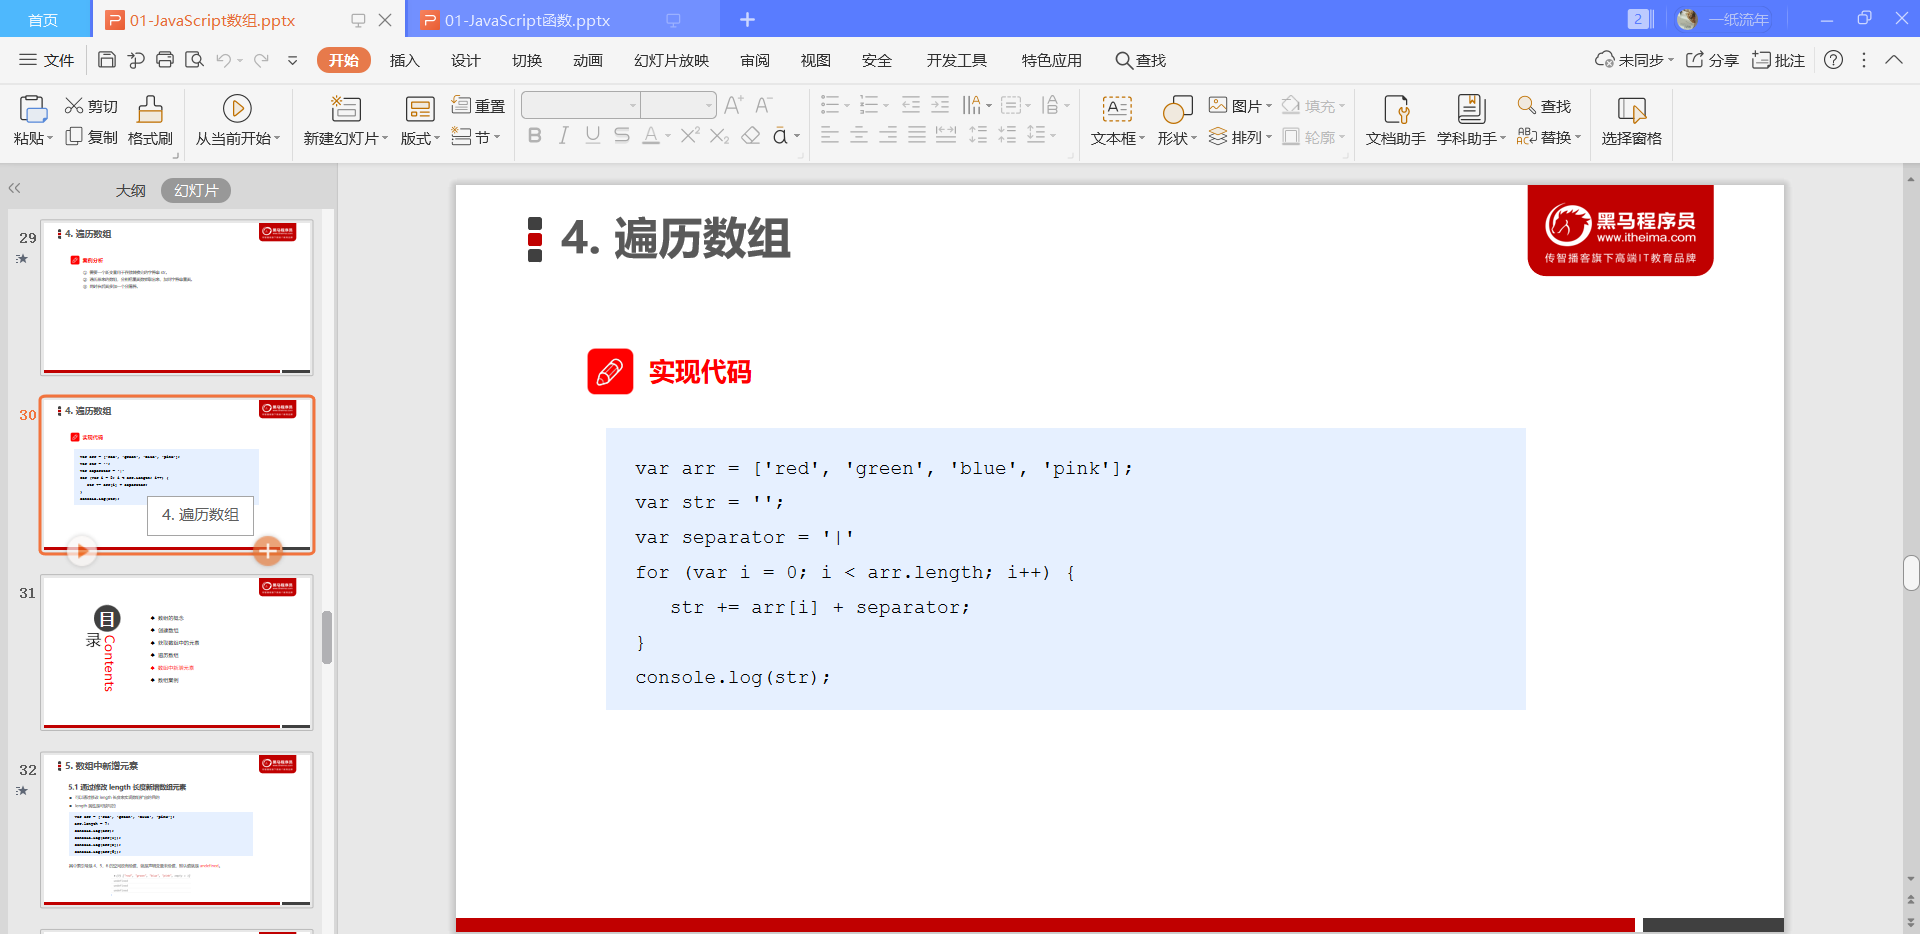 首页
01-JavaScript数组.pptx
01-JavaScript函数.pptx
2
一纸流年
文件
开始
插入
设计
切换
动画
幻灯片放映
审阅
视图
安全
开发工具
特色应用
查找
未同步
分享
批注
粘贴
剪切
复制
格式刷
从当前开始
新建幻灯片
版式
重置
节
文本框
形状
图片
排列
填充
轮廓
文档助手
学科助手
查找
替换
选择窗格
大纲
幻灯片
29
4. 遍历数组
案例分析
30
4. 遍历数组
实现代码
4. 遍历数组
31
目
录
Contents
32
5. 数组中新增元素
5.1 通过修改 length 长度新增数组元素
4. 遍历数组
黑马程序员
www.itheima.com
传智播客旗下高端IT教育品牌
实现代码
var arr = ['red', 'green', 'blue', 'pink'];
var str = '';
var separator = '|'
for (var i = 0; i < arr.length; i++) {
str += arr[i] + separator;
}
console.log(str);